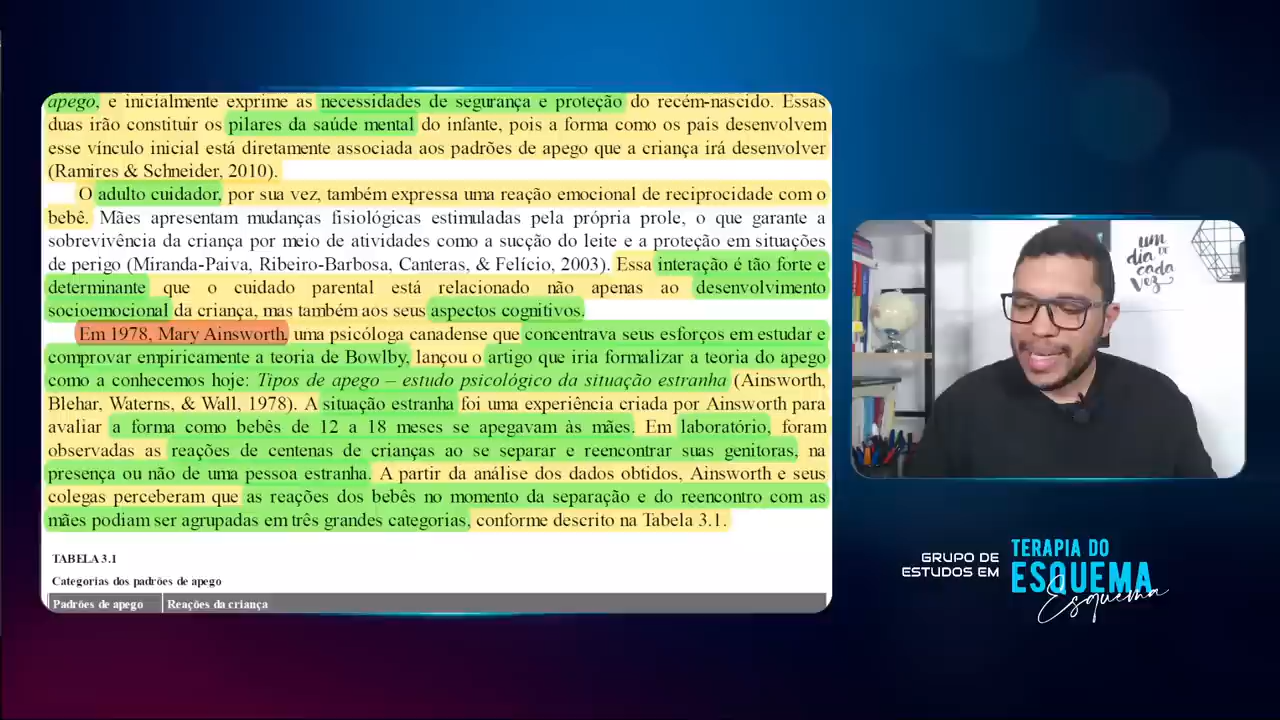 apego, e inicialmente exprime as necessidades de segurança e proteção do recém-nascido. Essas
duas irão constituir os pilares da saúde mental do infante, pois a forma como os pais desenvolvem
esse vínculo inicial está diretamente associada aos padrões de apego que a criança irá desenvolver
(Ramires & Schneider, 2010).
O adulto cuidador, por sua vez, também expressa uma reação emocional de reciprocidade com o
bebê. Mães apresentam mudanças fisiológicas estimuladas pela própria prole, o que garante a
sobrevivência da criança por meio de atividades como a sucção do leite e a proteção em situações
de perigo (Miranda-Paiva, Ribeiro-Barbosa, Canteras, & Felício, 2003). Essa interação é tão forte e
determinante que o cuidado parental está relacionado não apenas ao desenvolvimento
socioemocional da criança, mas também aos seus aspectos cognitivos.
Em 1978, Mary Ainsworth, uma psicóloga canadense que concentrava seus esforços em estudar e
comprovar empiricamente a teoria de Bowlby, lançou o artigo que iria formalizar a teoria do apego
como a conhecemos hoje: Tipos de apego – estudo psicológico da situação estranha (Ainsworth,
Blehar, Waterns, & Wall, 1978). A situação estranha foi uma experiência criada por Ainsworth para
avaliar a forma como bebês de 12 a 18 meses se apegavam às mães. Em laboratório, foram
observadas as reações de centenas de crianças ao se separar e reencontrar suas genitoras, na
presença ou não de uma pessoa estranha. A partir da análise dos dados obtidos, Ainsworth e seus
colegas perceberam que as reações dos bebês no momento da separação e do reencontro com as
mães podiam ser agrupadas em três grandes categorias, conforme descrito na Tabela 3.1.
TABELA 3.1
Categorias dos padrões de apego
Padrões de apego Reações da criança
um
dia de
cada
vez
GRUPO DE
ESTUDOS EM
TERAPIA DO
ESQUEMA
Esquema